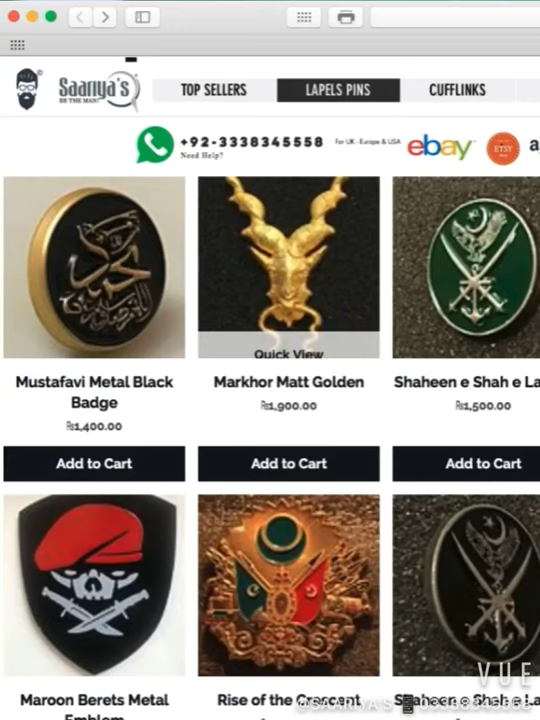 Saariya's
BE THE MAN!
TOP SELLERS
LAPELS PINS
CUFFLINKS
+92-3338345558
Need Help?
For UK -Europe & USA
ebay
ETSY
Quick View
Mustafavi Metal Black
Badge
₨1,400.00
Markhor Matt Golden
₨1,900.00
Shaheen e Shah e La
₨1,500.00
Add to Cart
Add to Cart
Add to Cart
Maroon Berets Metal
Emblem
Rise of the Crescent
Shaheen e Shah e La
VUE
@SAARIYA'S